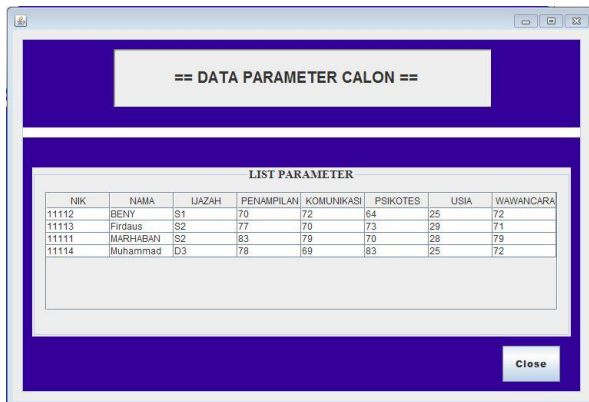 == DATA PARAMETER CALON ==
LIST PARAMETER
NIK NAMA IJAZAH PENAMPILAN KOMUNIKASI PSIKOTES USIA WAWANCARA
11112 BENY S1 70 72 64 25 72
11113 Firdaus S2 77 70 73 29 71
11111 MARHABAN S2 83 79 70 28 79
11114 Muhammad D3 78 69 83 25 72
Close